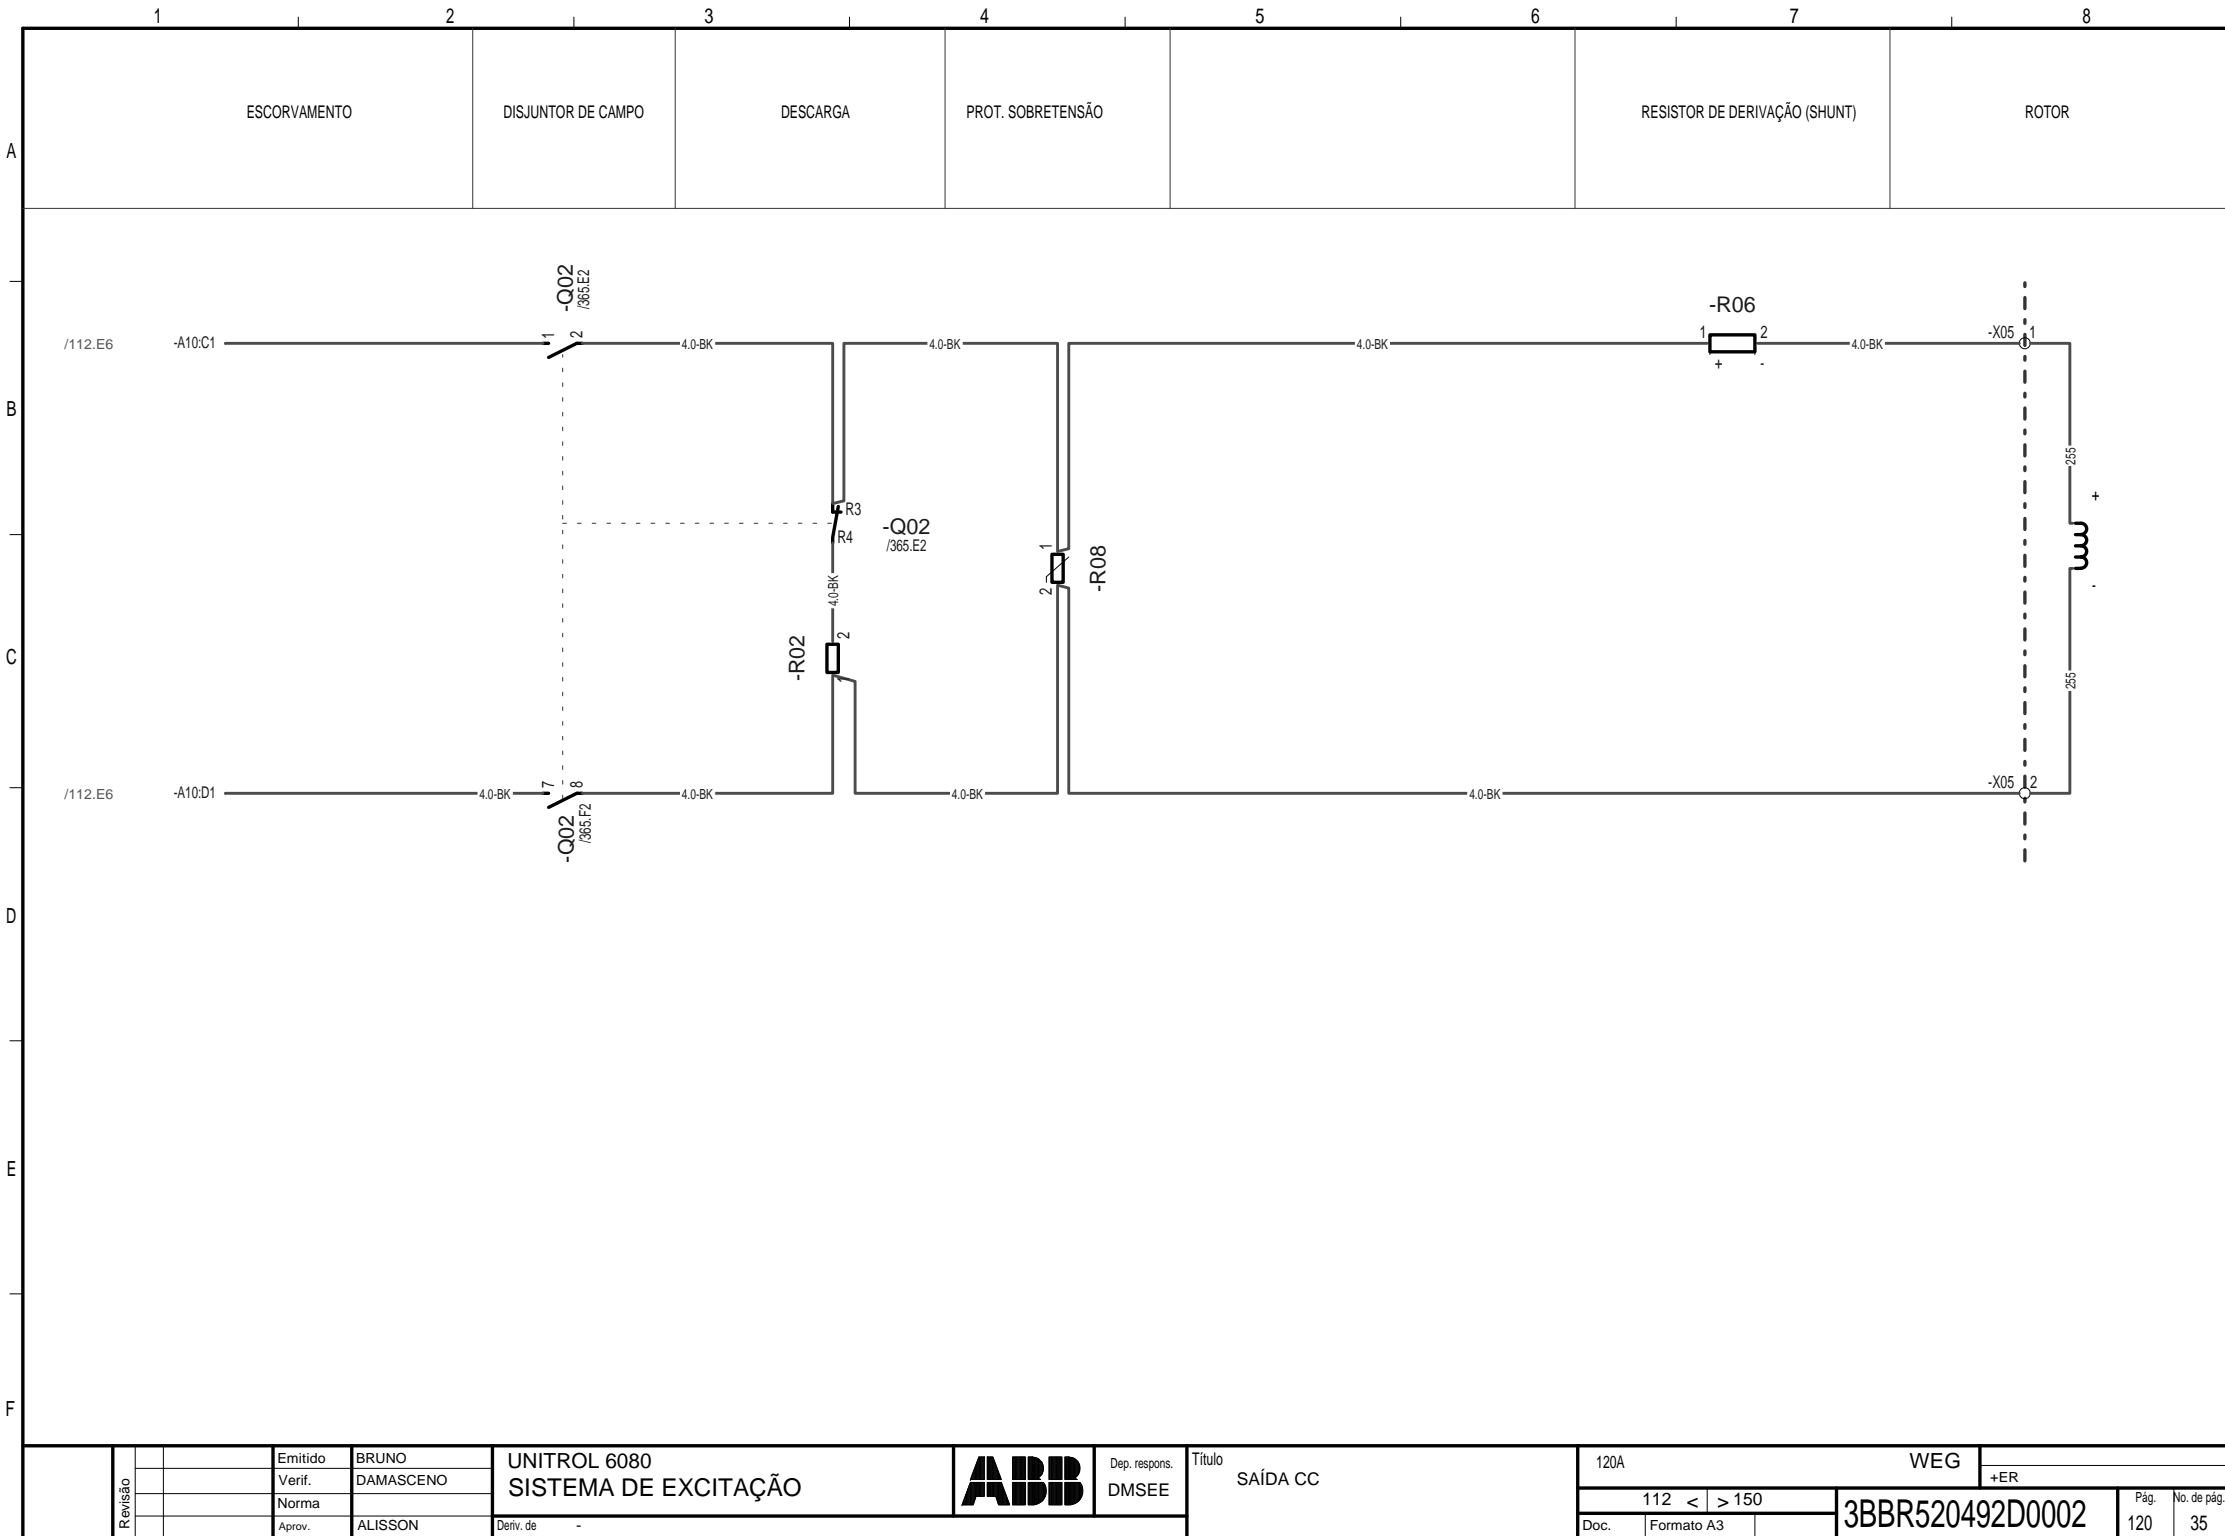 1 2 3 4 5 6 7 8
ESCORVAMENTO
DISJUNTOR DE CAMPO
DESCARGA
PROT. SOBRETENSÃO
RESISTOR DE DERIVAÇÃO (SHUNT)
ROTOR
A
-Q02
/365.E2
-R06
/112.E6
-A10:C1
1 2
4.0-BK
4.0-BK
4.0-BK
1 2
+ -
4.0-BK
-X05 1
B
255
+
R3
R4
-Q02
/365.E2
1
2
-R08
-
4.0-BK
-R02
2
1
C
255
/112.E6
-A10:D1
4.0-BK
7 8
4.0-BK
4.0-BK
4.0-BK
-X05 2
-Q02
/365.F2
D
E
F
Revisão
Emitido BRUNO
Verif. DAMASCENO
Norma
Aprov. ALISSON
UNITROL 6080
SISTEMA DE EXCITAÇÃO
Deriv. de -
ABB
Dep. respons.
DMSEE
Título
SAÍDA CC
120A
WEG
+ER
112 < > 150
Doc. Formato A3
3BBR520492D0002
Pág. 120
No. de pág. 35